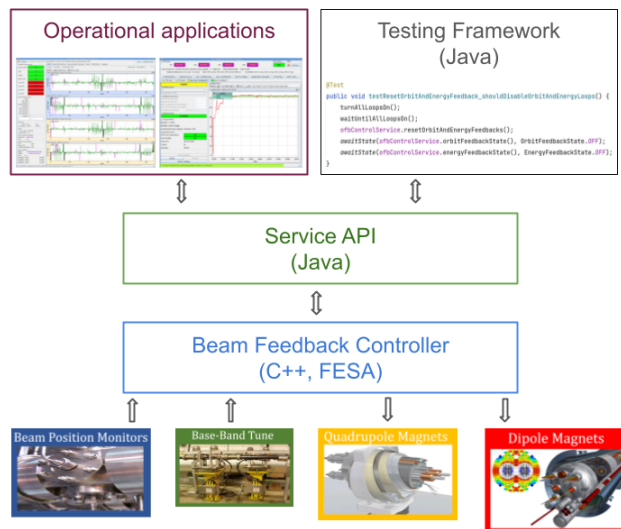 Operational applications
Testing Framework
(Java)
@Test
public void testResetOrbitAndEnergyFeedback_shouldDisableOrbitAndEnergyLoops() {
turnAllLoopsOn();
waitUntilAllLoopsOn();
ofbControlService.resetOrbitAndEnergyFeedbacks();
awaitState(ofbControlService.orbitFeedbackState(), OrbitFeedbackState.OFF);
awaitState(ofbControlService.energyFeedbackState(), EnergyFeedbackState.OFF);
}
Service API
(Java)
Beam Feedback Controller
(C++, FESA)
Beam Position Monitors
Base-Band Tune
Quadrupole Magnets
Dipole Magnets